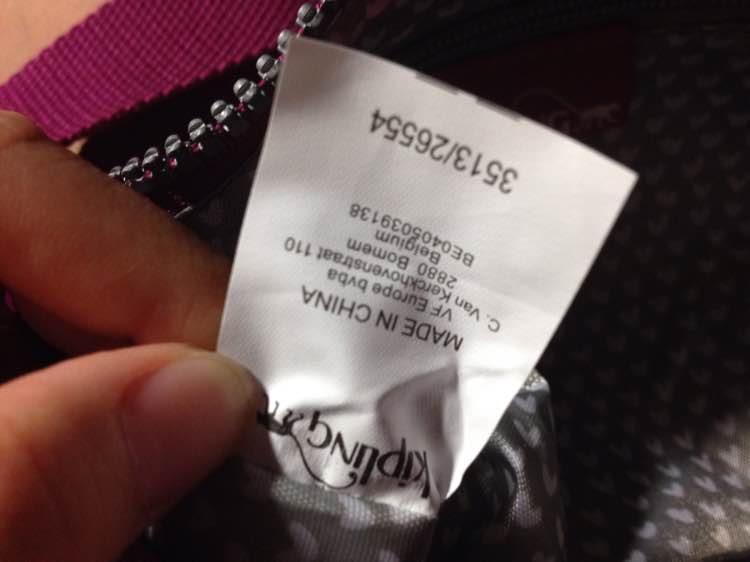 Kipling
MADE IN CHINA
VF Europe bvba
C. Van Kerckhovenstraat 110
2880 Bornem
Belgium
BE0405039138
3513/26554